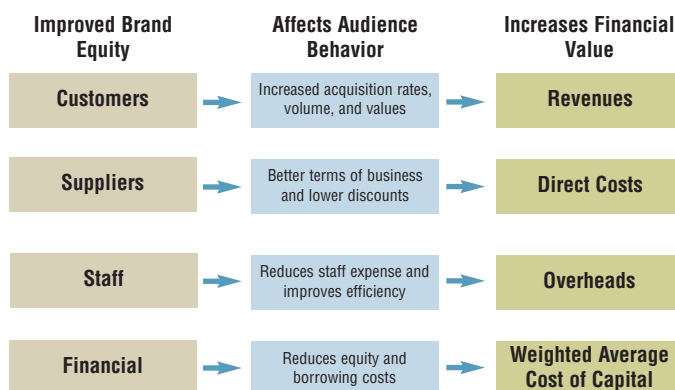 Improved Brand
Equity
Affects Audience
Behavior
Increases Financial
Value
Customers
Increased acquisition rates,
volume, and values
Revenues
Suppliers
Better terms of business
and lower discounts
Direct Costs
Staff
Reduces staff expense and
improves efficiency
Overheads
Financial
Reduces equity and
borrowing costs
Weighted Average
Cost of Capital